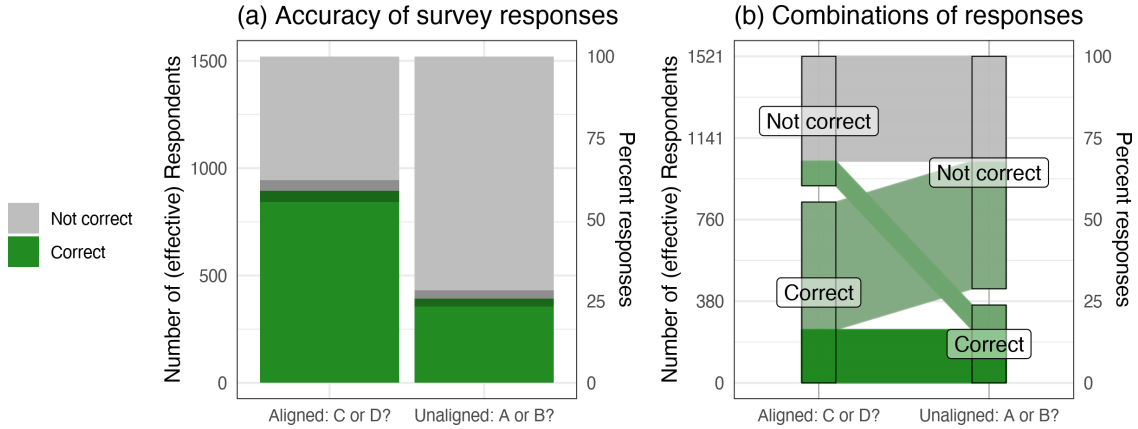 (a) Accuracy of survey responses
Number of (effective) Respondents
1500
1000
500
0
100
75
50
25
0
Percent responses
Aligned: C or D?
Unaligned: A or B?
Not correct
Correct
(b) Combinations of responses
Number of (effective) Respondents
1521
1141
760
380
0
Not correct
Correct
Not correct
Correct
100
75
50
25
0
Percent responses
Aligned: C or D?
Unaligned: A or B?